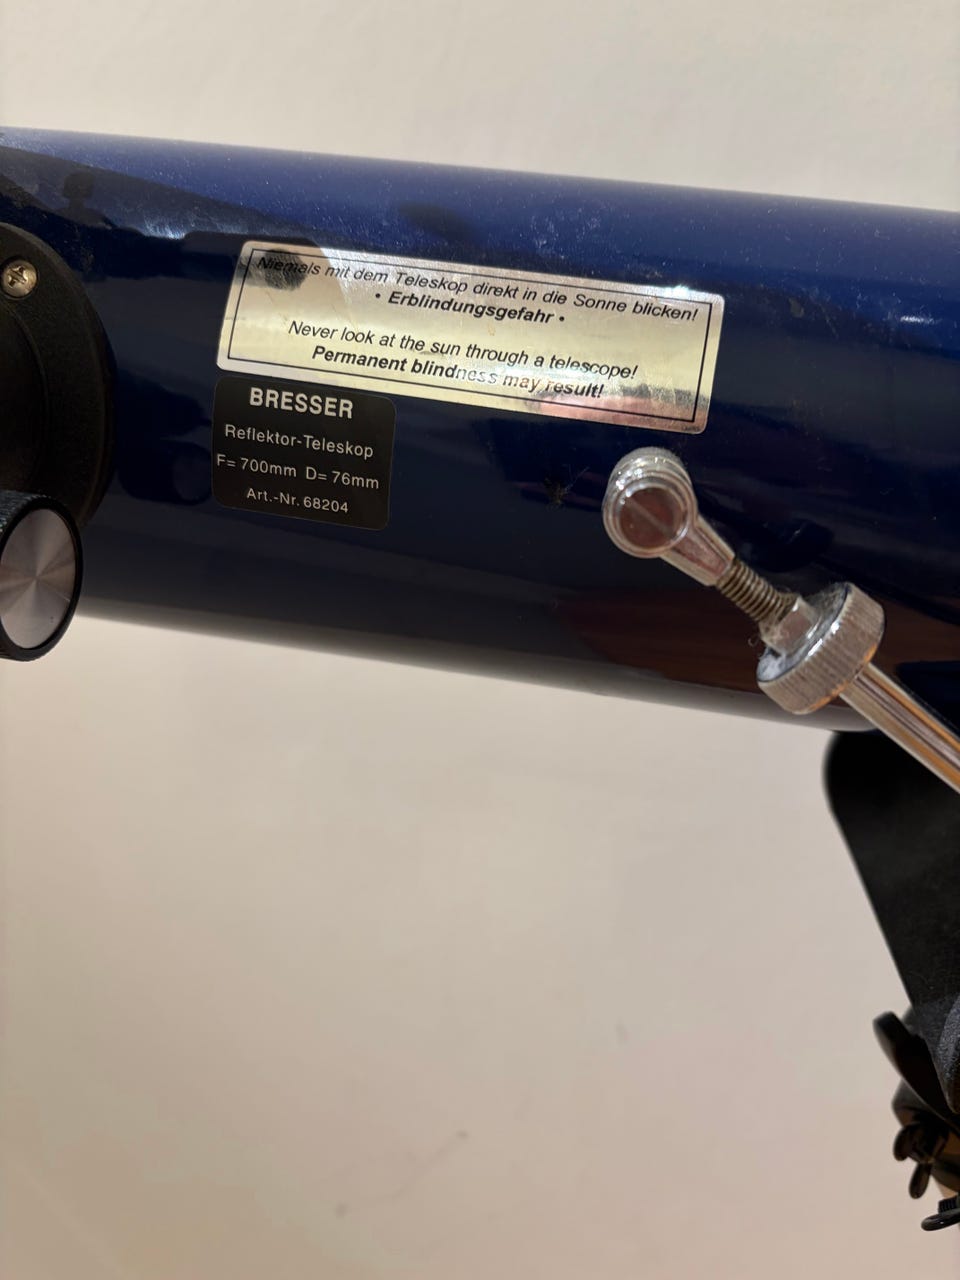 Niemals mit dem Teleskop direkt in die Sonne blicken!
• Erblindungsgefahr •
Never look at the sun through a telescope!
Permanent blindness may result!
BRESSER
Reflektor-Teleskop
F= 700mm D= 76mm
Art.-Nr. 68204